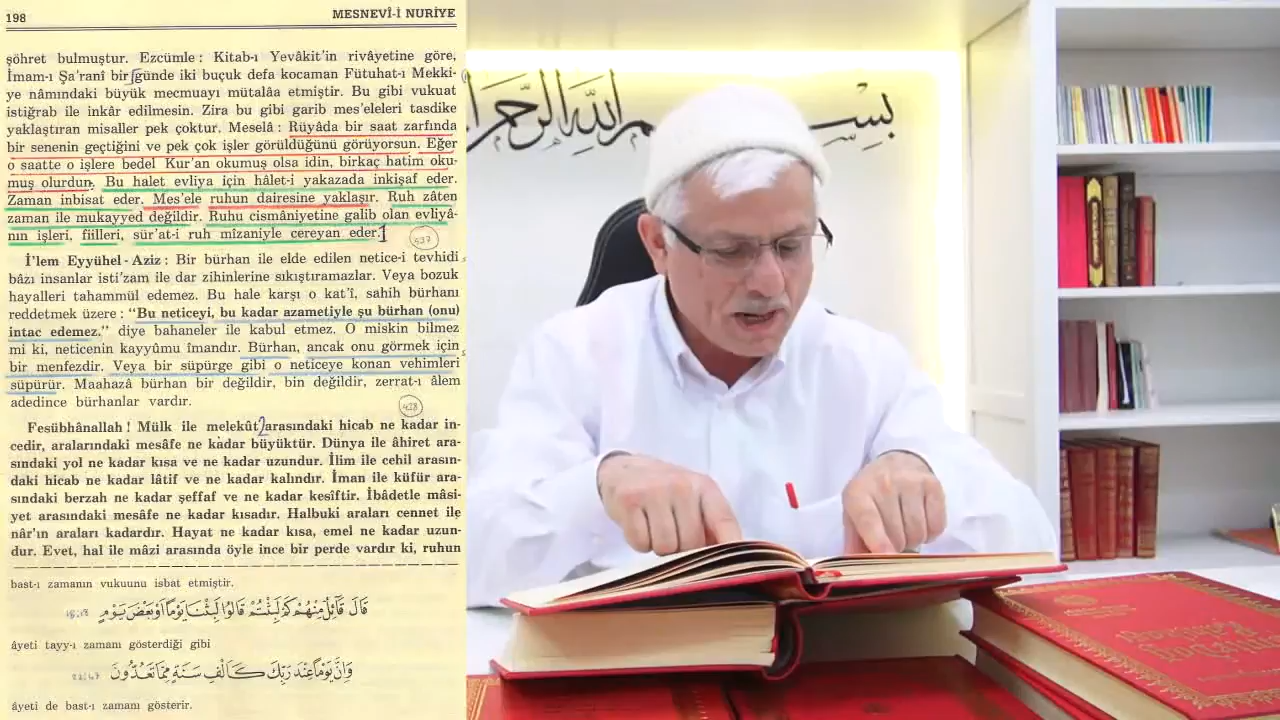 198
MESNEVÎ-İ NURİYE
şöhret bulmuştur. Ezcümle : Kitab-ı Yevâkit'in rivâyetine göre,
İmam-ı Şa'ranî bir günde iki buçuk defa kocaman Fütuhat-ı Mekki-
ye nâmındaki büyük mecmuayı mütalâa etmiştir. Bu gibi vukuat
istiğrab ile inkâr edilmesin. Zira bu gibi garib mes'eleleri tasdike
yaklaştıran misaller pek çoktur. Meselâ : Rüyâda bir saat zarfında
bir senenin geçtiğini ve pek çok işler görüldüğünü görüyorsun. Eğer
o saatte o işlere bedel Kur'an okumuş olsa idin, birkaç hatim oku-
muş olurdun. Bu halet evliya için hâlet-i yakazada inkişaf eder.
Zaman inbisat eder. Mes'ele ruhun dairesine yaklaşır. Ruh zâten
zaman ile mukayyed değildir. Ruhu cismâniyetine galib olan evliyâ-
nın işleri, fiilleri, sür'at-i ruh mîzaniyle cereyan eder.1
İ'lem Eyyühel - Aziz : Bir bürhan ile elde edilen netice-i tevhidi
bâzı insanlar isti'zam ile dar zihinlerine sıkıştıramazlar. Veya bozuk
hayalleri tahammül edemez. Bu hale karşı o kat'î, sahih bürhanı
reddetmek üzere : "Bu neticeyi, bu kadar azametiyle şu bürhan (onu)
intac edemez." diye bahaneler ile kabul etmez. O miskin bilmez
mi ki, neticenin kayyûmu îmandır. Bürhan, ancak onu görmek için
bir menfezdir. Veya bir süpürge gibi o neticeye konan vehimleri
süpürür. Maahazâ bürhan bir değildir, bin değildir, zerrat-ı âlem
adedince bürhanlar vardır.
428
Fesübhânallah ! Mülk ile melekût 2 arasındaki hicab ne kadar in-
cedir, aralarındaki mesâfe ne kadar büyüktür. Dünya ile âhiret ara-
sındaki yol ne kadar kısa ve ne kadar uzundur. İlim ile cehil arasın-
daki hicab ne kadar lâtif ve ne kadar kalındır. İman ile küfür ara-
sındaki berzah ne kadar şeffaf ve ne kadar kesîftir. İbâdetle mâsi-
yet arasındaki mesâfe ne kadar kısadır. Halbuki araları cennet ile
nâr'ın araları kadardır. Hayat ne kadar kısa, emel ne kadar uzun-
dur. Evet, hal ile mâzi arasında öyle ince bir perde vardır ki, ruhun
bast-ı zamanın vukuunu isbat etmiştir.
قَالَ قَائِلٌ مِنْهُمْ كَمْ لَبِثْتُمْ قَالُوا لَبِثْنَا يَوْمًا أَوْ بَعْضَ يَوْمٍ
âyeti tayy-ı zamanı gösterdiği gibi
وَاِنَّ يَوْمًا عِنْدَ رَبِّكَ كَاَلْفِ سَنَةٍ مِمَّا تَعُدُّونَ 22:47
âyeti de bast-ı zamanı gösterir.
بسم الله الرحمن